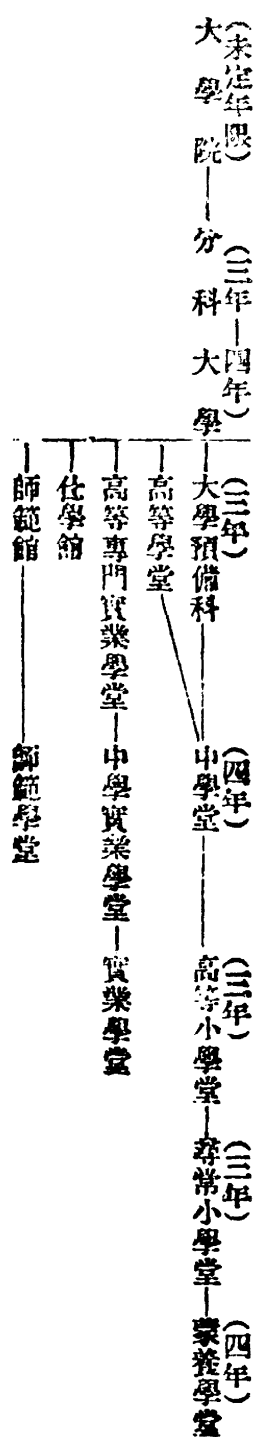 (未定年限) (三年—四年) (三年) (四年) (三年) (三年) (四年)
大學院—分科大學—大學預備科—中學堂—高等小學堂—尋常小學堂—蒙養學堂
高等學堂
高等專門實業學堂—中學實業學堂—實業學堂
仕學館
師範館—師範學堂